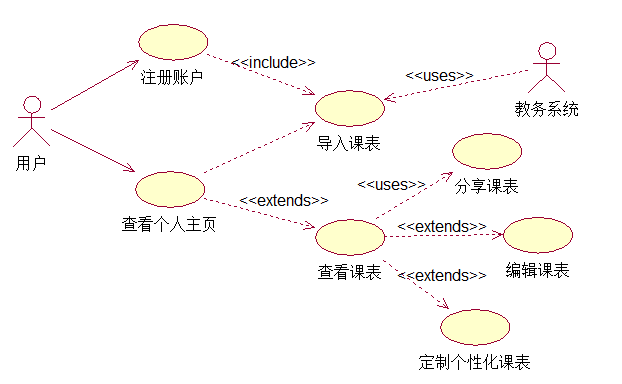 <<include>>
注册账户
<<uses>>
教务系统
用户
导入课表
<<uses>>
分享课表
查看个人主页
<<extends>>
<<extends>>
查看课表
编辑课表
<<extends>>
定制个性化课表